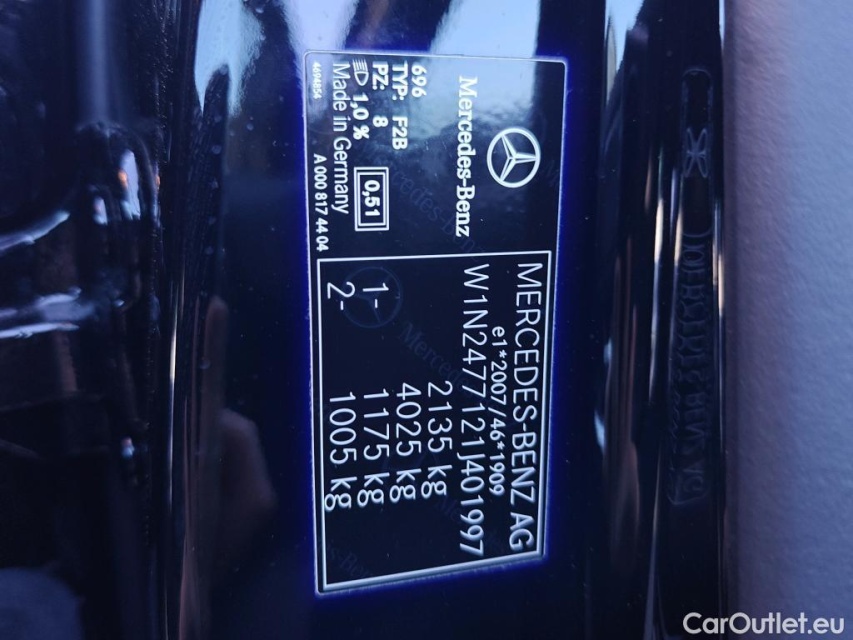 Mercedes-Benz
696
TYP: F2B
PZ: 8
1,0 %
0,51
Made in Germany
4694854
A 000 817 44 04
MERCEDES-BENZ AG
e1*2007/46*1909
W1N2477121J401997
2135 kg
4025 kg
1- 1175 kg
2- 1005 kg
CarOutlet.eu